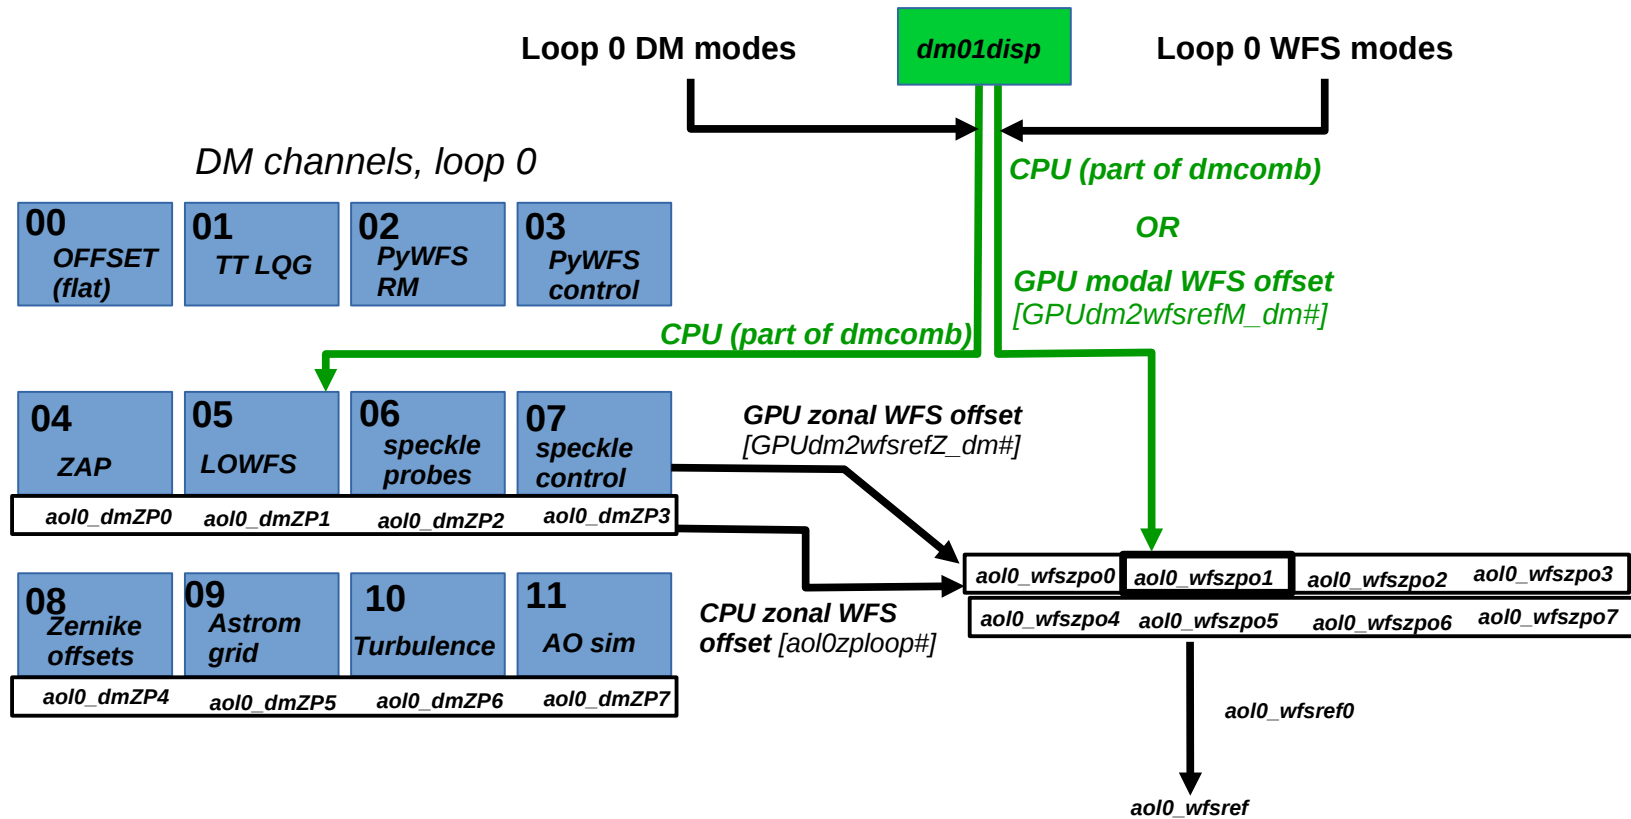 Loop 0 DM modes
dm01disp
Loop 0 WFS modes
DM channels, loop 0
CPU (part of dmcomb)
OR
GPU modal WFS offset
[GPUdm2wfsrefM_dm#]
00
OFFSET
(flat)
01
TT LQG
02
PyWFS
RM
03
PyWFS
control
CPU (part of dmcomb)
04
ZAP
05
LOWFS
06
speckle
probes
07
speckle
control
aol0_dmZP0
aol0_dmZP1
aol0_dmZP2
aol0_dmZP3
GPU zonal WFS offset
[GPUdm2wfsrefZ_dm#]
08
Zernike
offsets
09
Astrom
grid
10
Turbulence
11
AO sim
aol0_dmZP4
aol0_dmZP5
aol0_dmZP6
aol0_dmZP7
CPU zonal WFS
offset [aol0zploop#]
aol0_wfszpo0
aol0_wfszpo1
aol0_wfszpo2
aol0_wfszpo3
aol0_wfszpo4
aol0_wfszpo5
aol0_wfszpo6
aol0_wfszpo7
aol0_wfsref0
aol0_wfsref